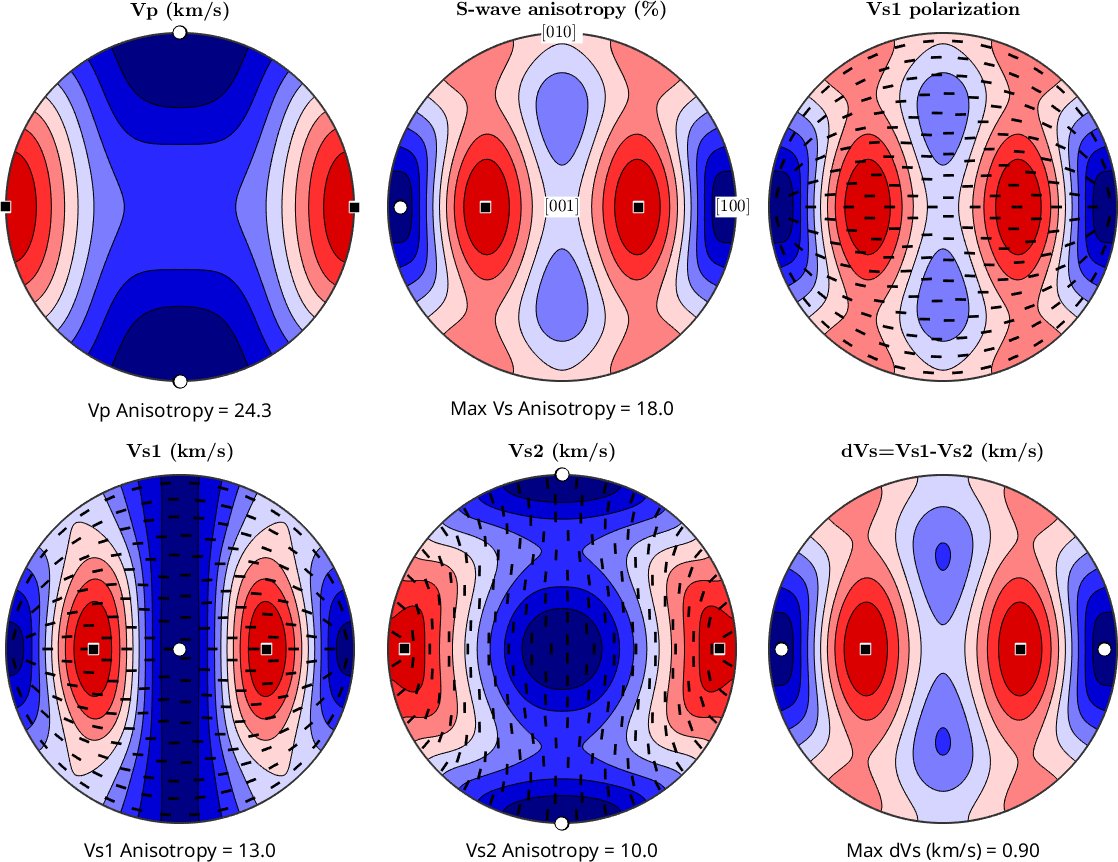 Vp (km/s)
S-wave anisotropy (%)
Vs1 polarization
[010]
[001]
[100]
Vp Anisotropy = 24.3
Max Vs Anisotropy = 18.0
Vs1 (km/s)
Vs2 (km/s)
dVs=Vs1-Vs2 (km/s)
Vs1 Anisotropy = 13.0
Vs2 Anisotropy = 10.0
Max dVs (km/s) = 0.90